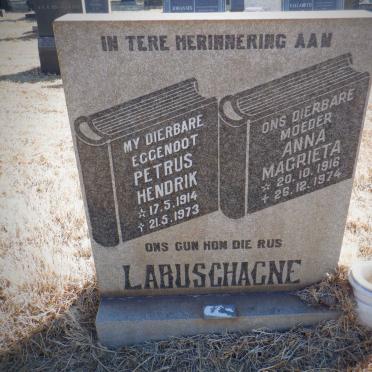 IN TERE HERINNERING AAN
MY DIERBARE
EGGENOOT
PETRUS
HENDRIK
☆ 17.5.1914
✝ 21.5.1973
ONS DIERBARE
MOEDER
ANNA
MAGRIETA
☆ 20.10.1916
✝ 26.12.1974
ONS GUN HOM DIE RUS
LABUSCHAGNE